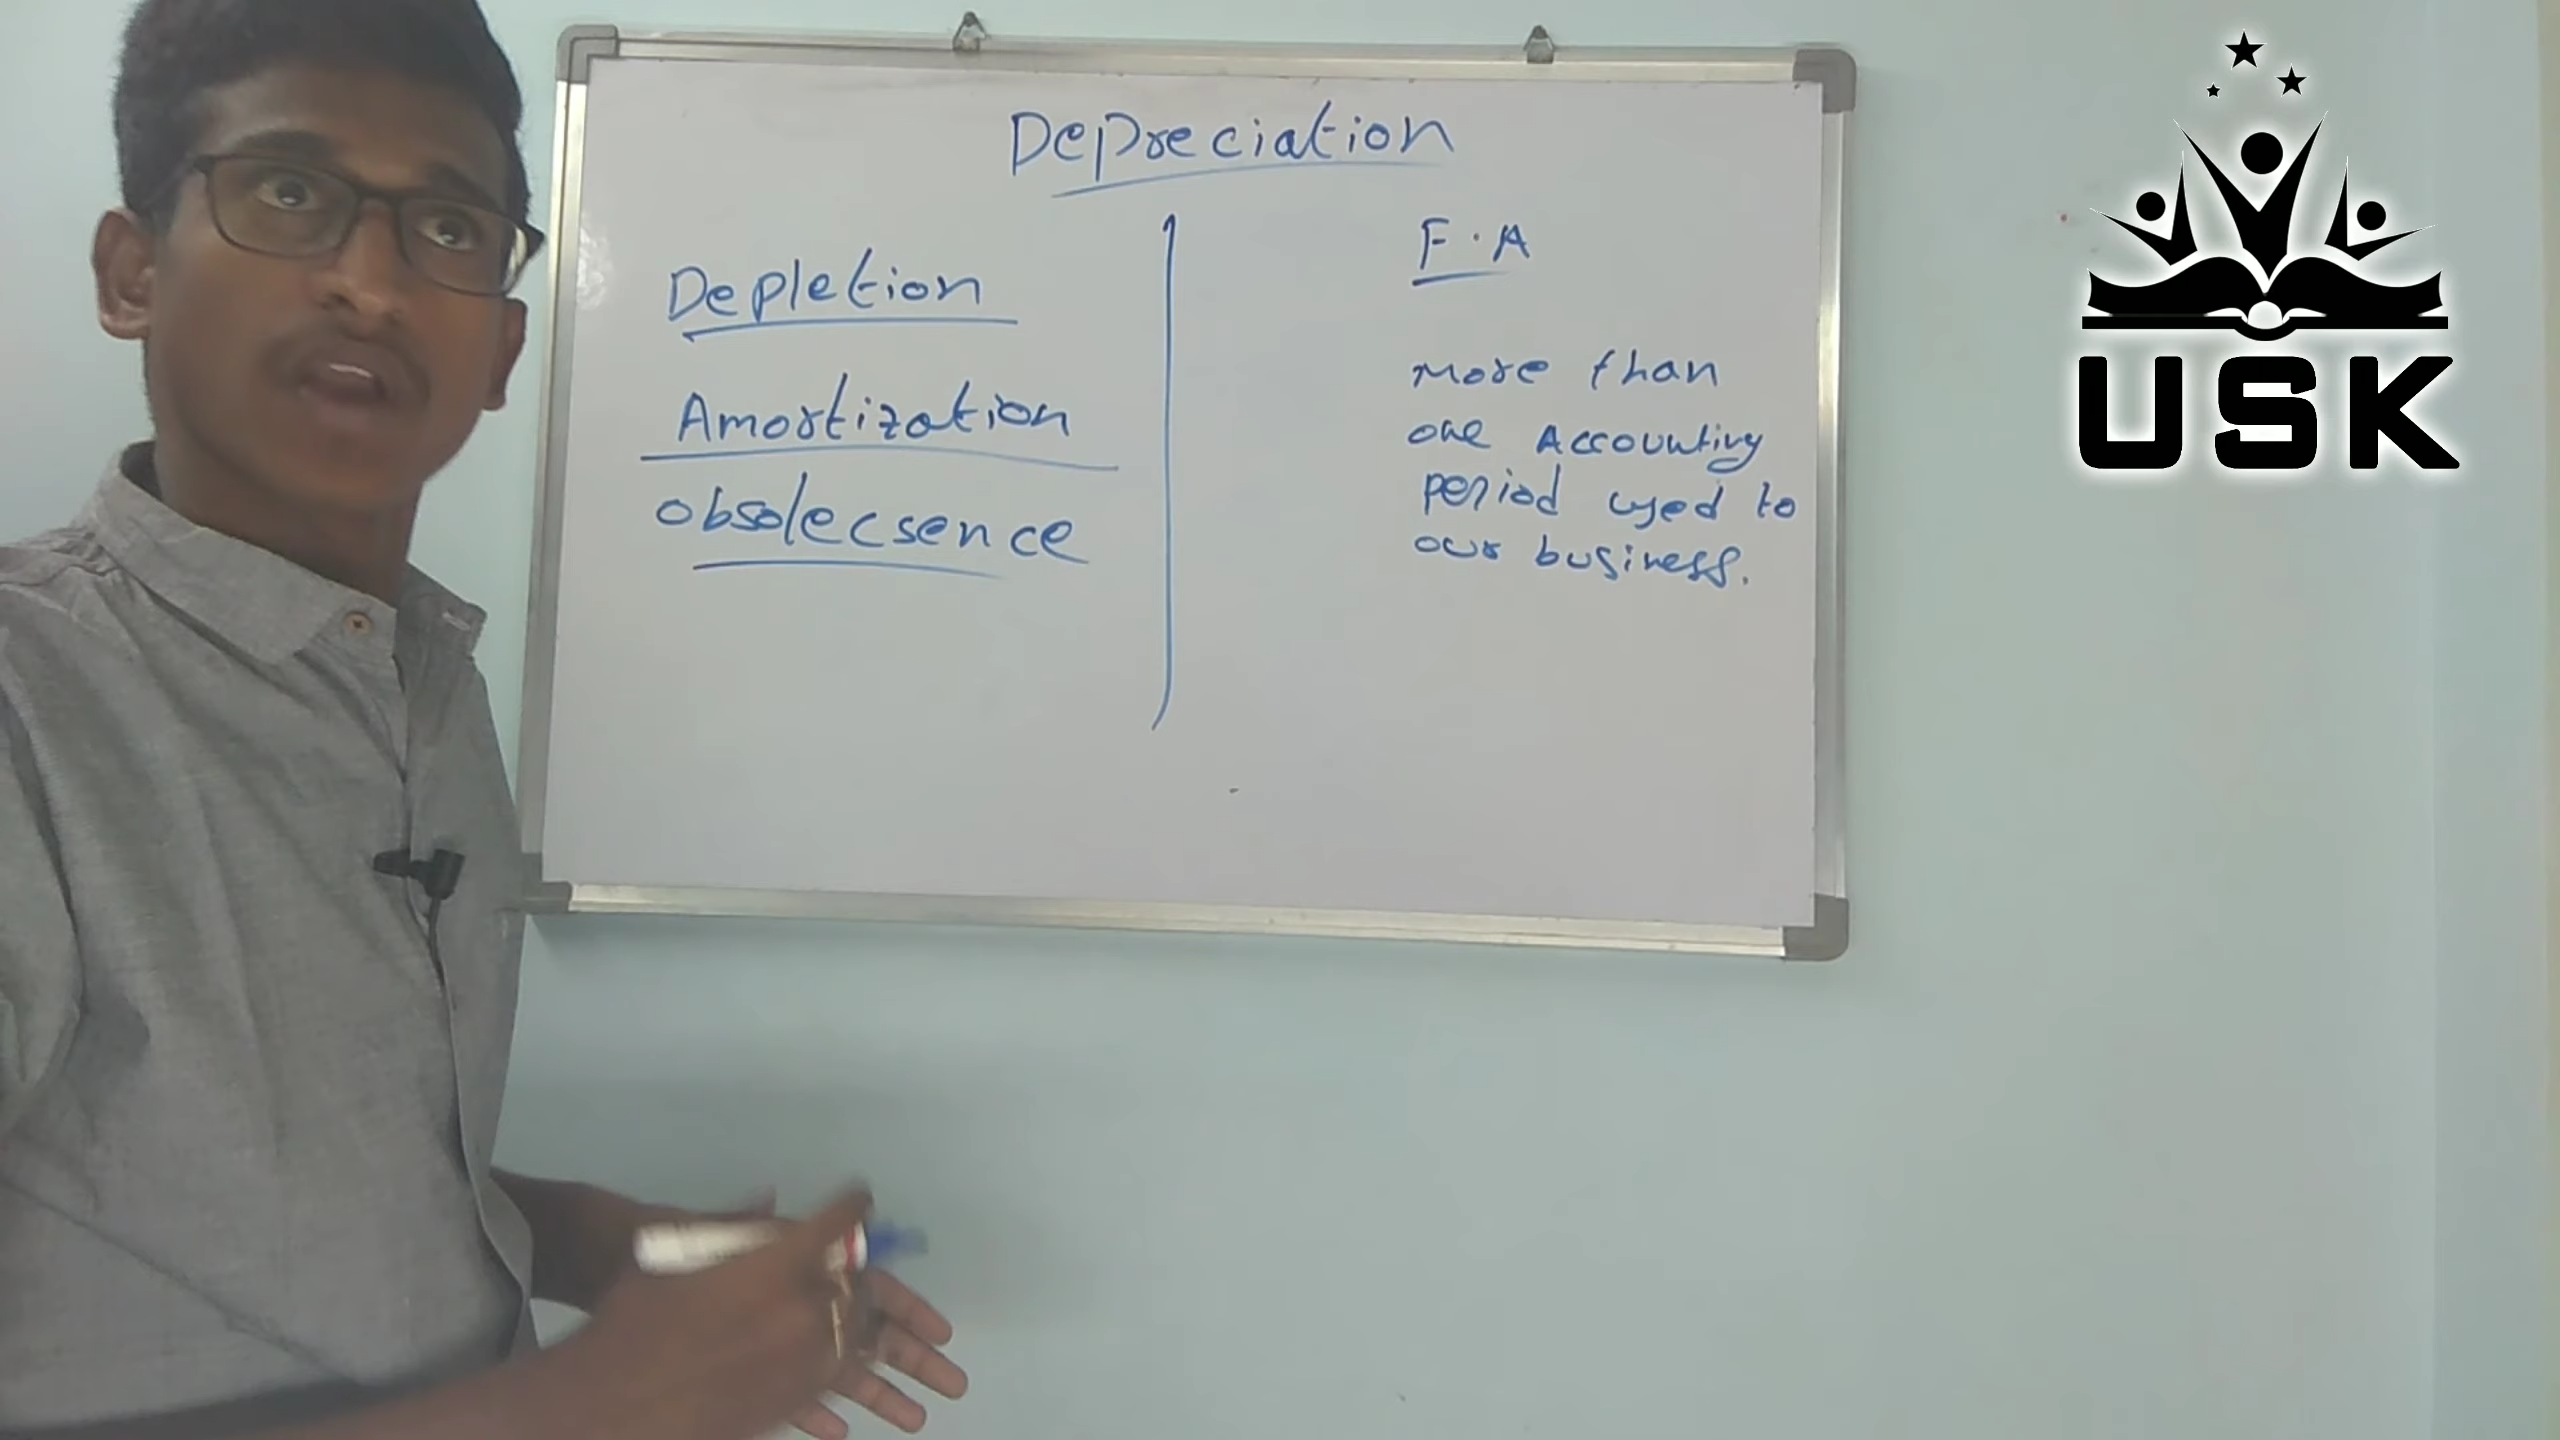 Depreciation
Depletion
Amortization
obsolecsence
F.A
more than
one Accounting
period used to
our business.
USK